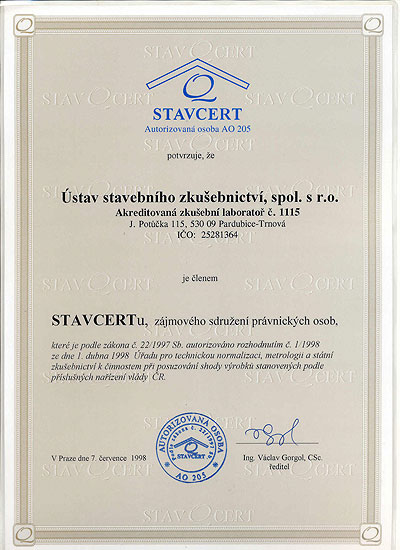 STAVCERT
Autorizovaná osoba AO 205
potvrzuje, že
Ústav stavebního zkušebnictví, spol. s r.o.
Akreditovaná zkušební laboratoř č. 1115
J. Potůčka 115, 530 09 Pardubice-Trnová
IČO: 25281364
je členem
STAVCERTu, zájmového sdružení právnických osob,
které je podle zákona č. 22/1997 Sb. autorizováno rozhodnutím č. 1/1998
ze dne 1. dubna 1998 Úřadu pro technickou normalizaci, metrologii a státní
zkušebnictví k činnostem při posuzování shody výrobků stanovených podle
příslušných nařízení vlády ČR.
AUTORIZOVANÁ OSOBA
STAVCERT
AO 205
V Praze dne 7. července 1998
Ing. Václav Gorgol, CSc.
ředitel